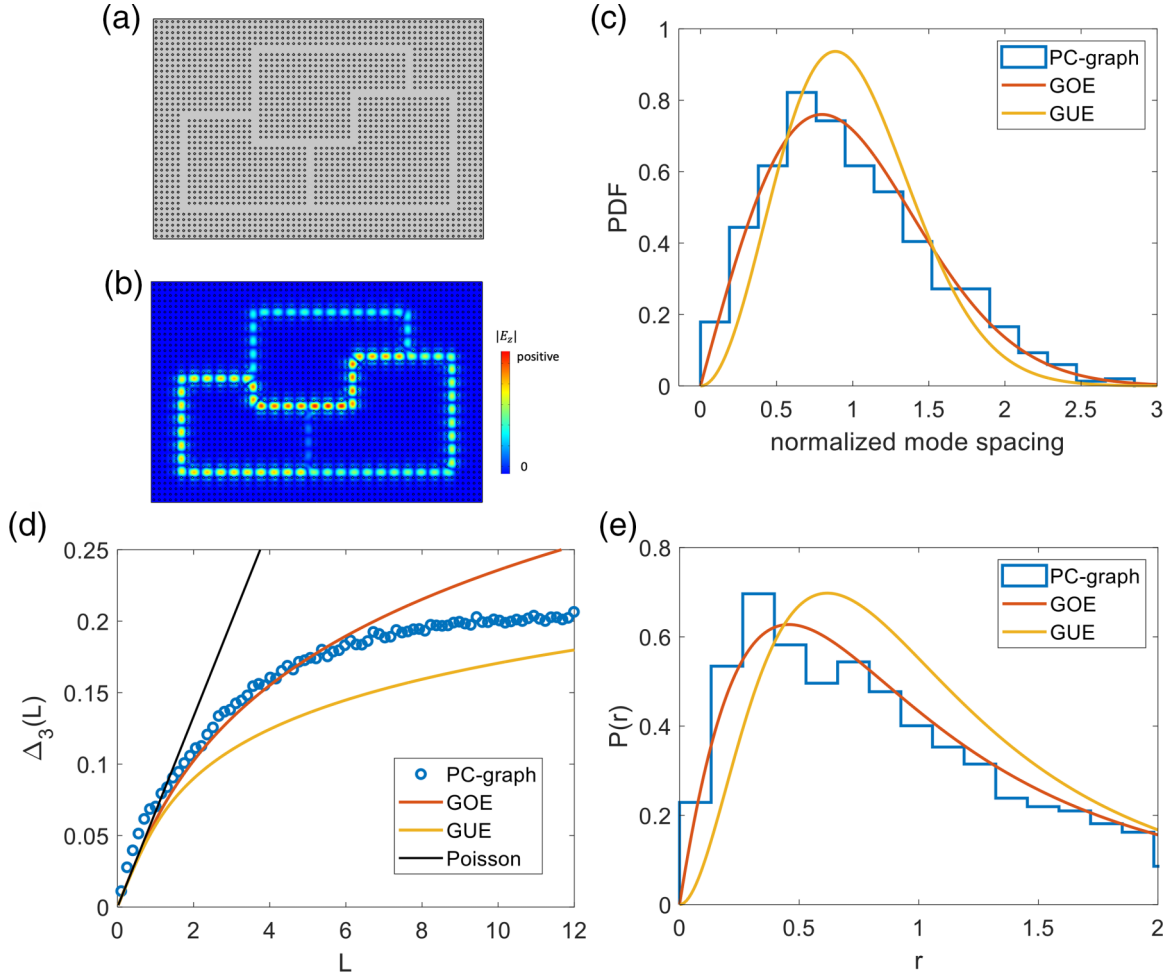 (a)
(b)
|E_z|
positive
0
(c)
PDF
1
0.8
0.6
0.4
0.2
0
0 0.5 1 1.5 2 2.5 3
normalized mode spacing
PC-graph
GOE
GUE
(d)
Δ₃(L)
0.25
0.2
0.15
0.1
0.05
0
0 2 4 6 8 10 12
L
PC-graph
GOE
GUE
Poisson
(e)
P(r)
0.8
0.6
0.4
0.2
0
0 0.5 1 1.5 2
r
PC-graph
GOE
GUE